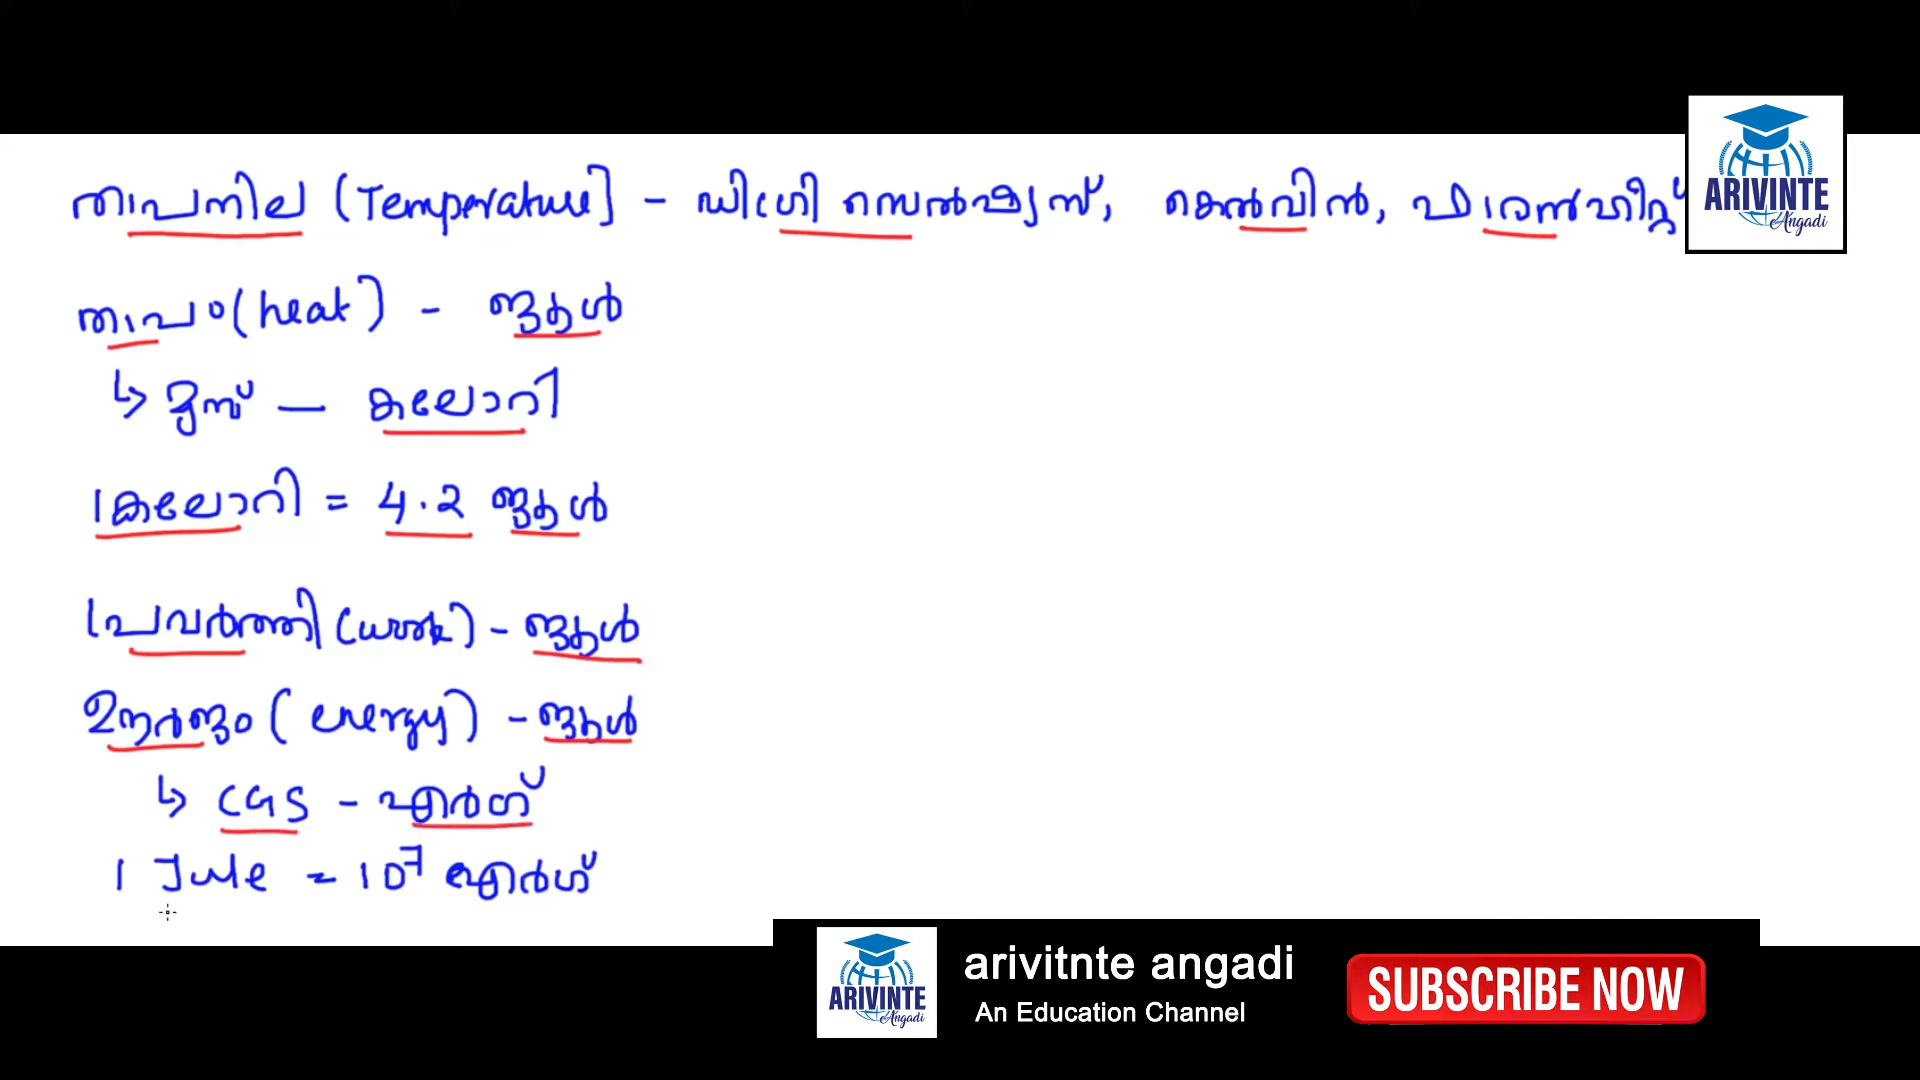 താപനില (Temperature) - ഡിഗ്രി സെൽഷ്യസ്, കെൽവിൻ, ഫാരൻഹീറ്റ്
ARIVINTE
Angadi
താപം (heat) - ജൂൾ
↳ മുമ്പ് — കലോറി
1 കലോറി = 4.2 ജൂൾ
പ്രവർത്തി (work) - ജൂൾ
ഊർജ്ജം (energy) - ജൂൾ
↳ CGS - എർഗ്
1 Jule = 10⁷ എർഗ്
ARIVINTE
Angadi
arivitnte angadi
An Education Channel
SUBSCRIBE NOW